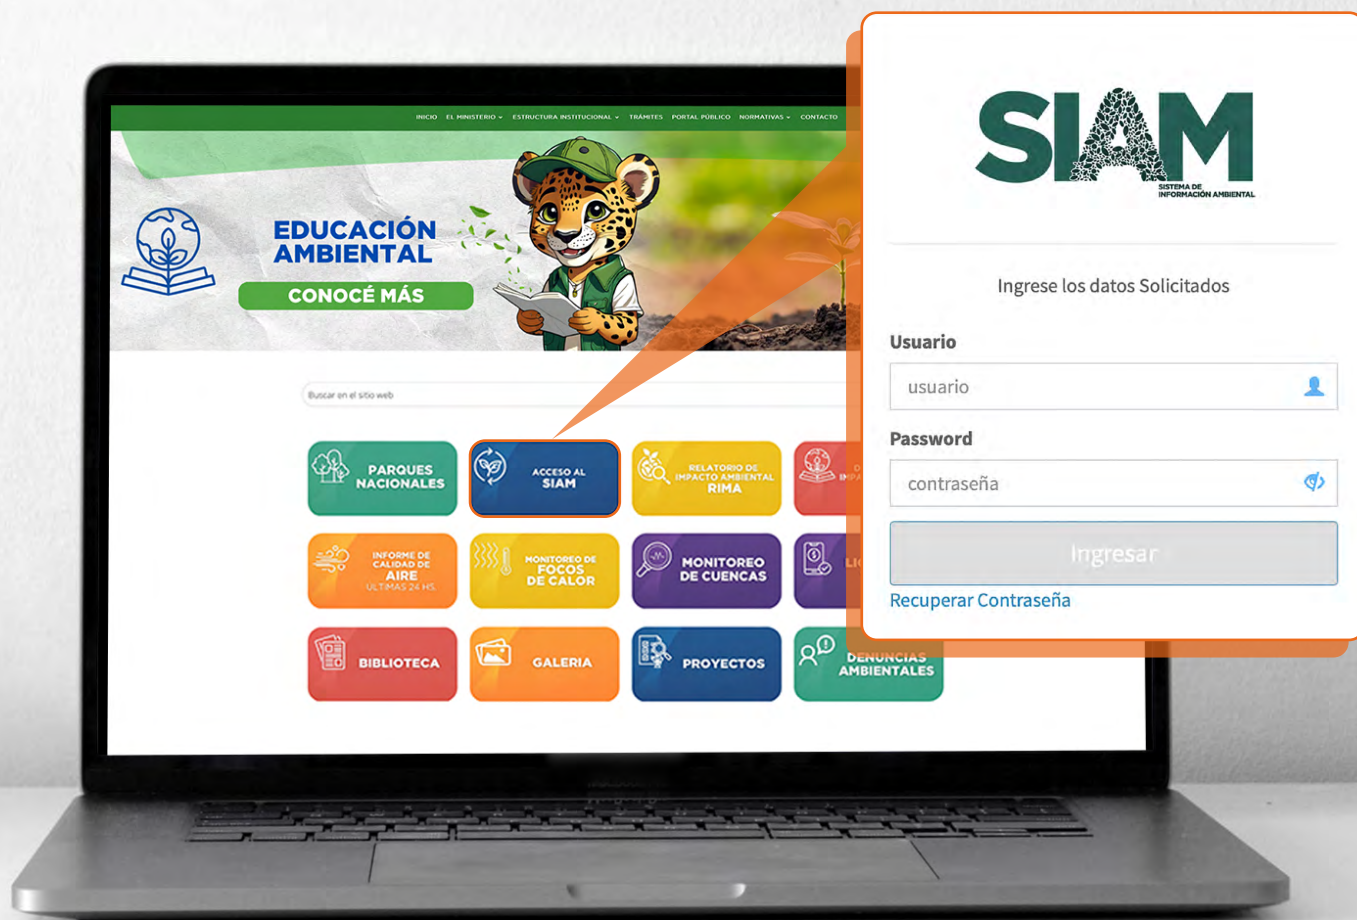 INICIO EL MINISTERIO ESTRUCTURA INSTITUCIONAL TRÁMITES PORTAL PÚBLICO NORMATIVAS CONTACTO
EDUCACIÓN
AMBIENTAL
CONOCÉ MÁS
Buscar en el sitio web
PARQUES
NACIONALES
ACCESO AL
SIAM
RELATORIO DE
IMPACTO AMBIENTAL
RIMA
INFORME DE
CALIDAD DE
AIRE
ÚLTIMAS 24 HS.
MONITOREO DE
FOCOS
DE CALOR
MONITOREO
DE CUENCAS
BIBLIOTECA
GALERIA
PROYECTOS
DENUNCIAS
AMBIENTALES
SIAM
SISTEMA DE
INFORMACIÓN AMBIENTAL
Ingrese los datos Solicitados
Usuario
usuario
Password
contraseña
Ingresar
Recuperar Contraseña